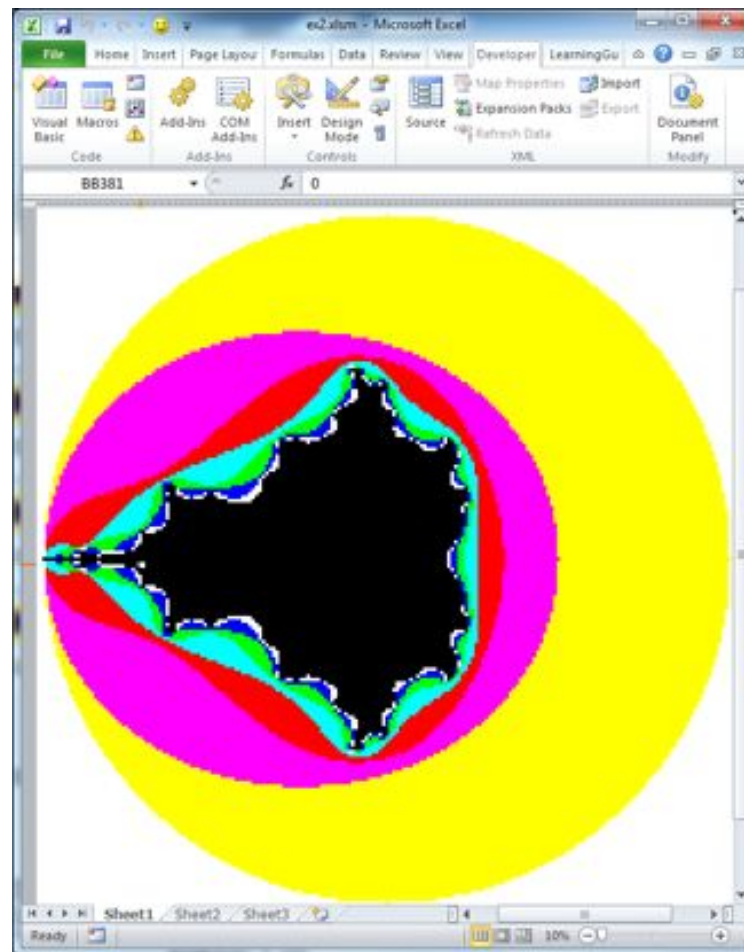 ex2.xlsm - Microsoft Excel
File Home Insert Page Layou Formulas Data Review View Developer LearningGu
Visual Basic Macros Add-Ins COM Add-Ins Insert Design Mode Source Map Properties Import
Expansion Packs Export
Refresh Data
Document Panel
Code Add-Ins Controls XML Modify
BB381 fx 0
Sheet1 Sheet2 Sheet3
Ready 10%